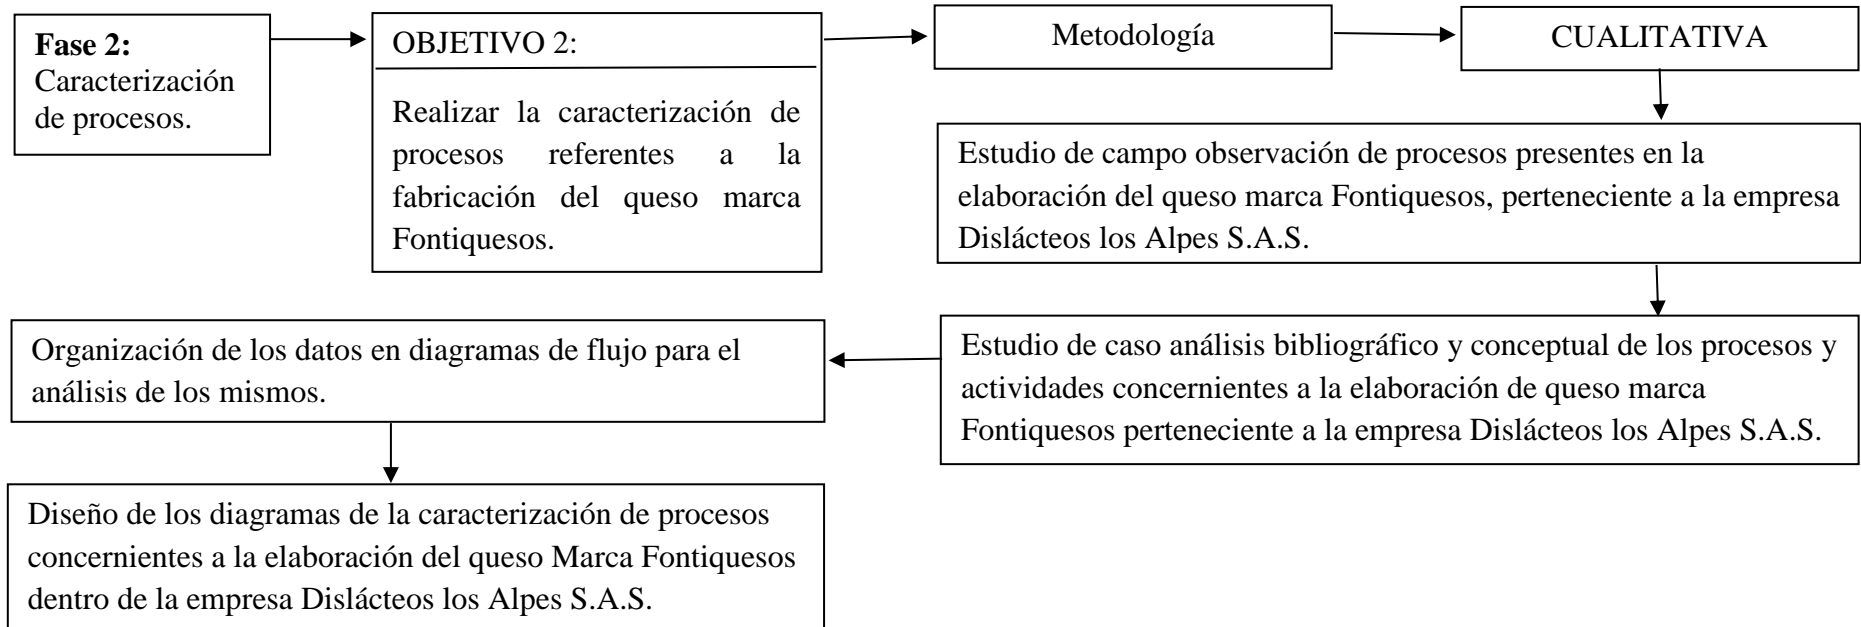 Fase 2:
Caracterización
de procesos.
OBJETIVO 2:
Realizar la caracterización de
procesos referentes a la
fabricación del queso marca
Fontiquesos.
Metodología
CUALITATIVA
Estudio de campo observación de procesos presentes en la
elaboración del queso marca Fontiquesos, perteneciente a la empresa
Dislácteos los Alpes S.A.S.
Estudio de caso análisis bibliográfico y conceptual de los procesos y
actividades concernientes a la elaboración de queso marca
Fontiquesos perteneciente a la empresa Dislácteos los Alpes S.A.S.
Organización de los datos en diagramas de flujo para el
análisis de los mismos.
Diseño de los diagramas de la caracterización de procesos
concernientes a la elaboración del queso Marca Fontiquesos
dentro de la empresa Dislácteos los Alpes S.A.S.